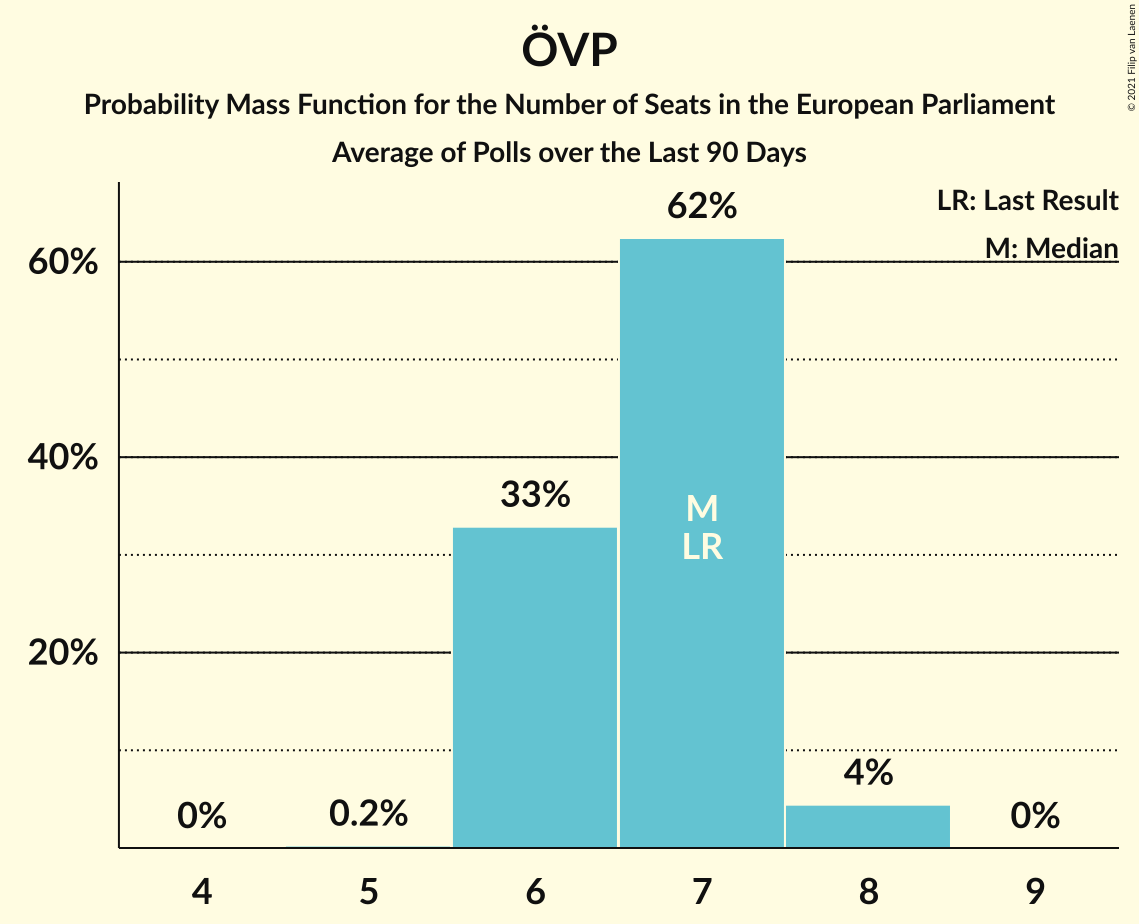 ÖVP
Probability Mass Function for the Number of Seats in the European Parliament
Average of Polls over the Last 90 Days
© 2021 Filip van Laenen
LR: Last Result
M: Median
60%
40%
20%
0%
0.2%
33%
62%
4%
0%
M
LR
4
5
6
7
8
9